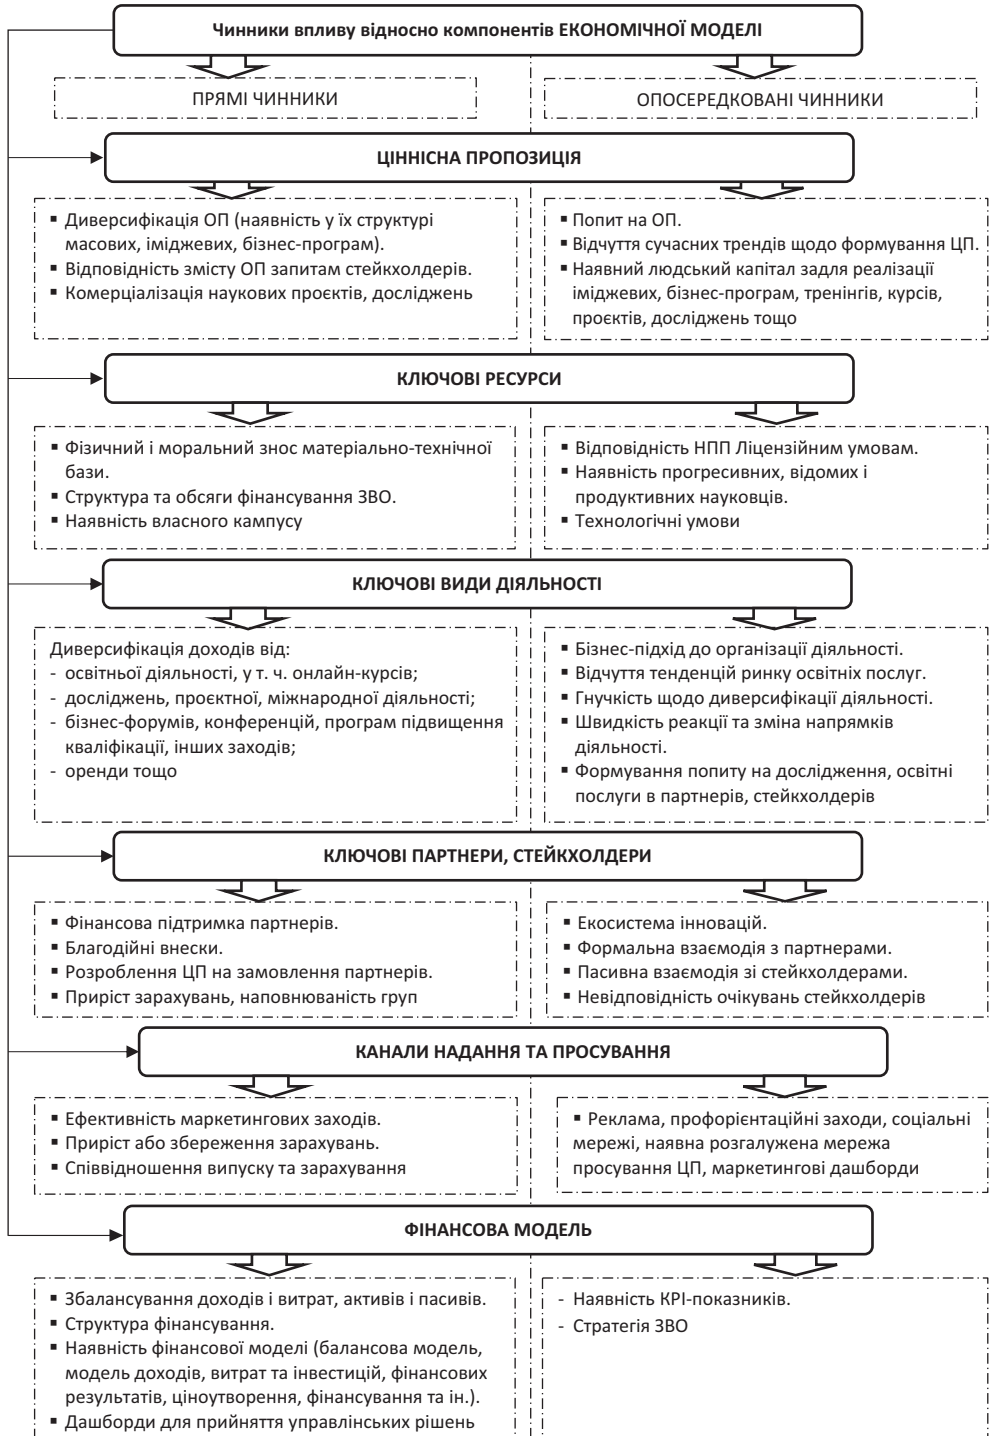 Чинники впливу відносно компонентів ЕКОНОМІЧНОЇ МОДЕЛІ
ПРЯМІ ЧИННИКИ
ОПОСЕРЕДКОВАНІ ЧИННИКИ
ЦІННІСНА ПРОПОЗИЦІЯ
▪ Диверсифікація ОП (наявність у їх структурі
масових, іміджевих, бізнес-програм).
▪ Відповідність змісту ОП запитам стейкхолдерів.
▪ Комерціалізація наукових проєктів, досліджень
▪ Попит на ОП.
▪ Відчуття сучасних трендів щодо формування ЦП.
▪ Наявний людський капітал задля реалізації
іміджевих, бізнес-програм, тренінгів, курсів,
проєктів, досліджень тощо
КЛЮЧОВІ РЕСУРСИ
▪ Фізичний і моральний знос матеріально-технічної
бази.
▪ Структура та обсяги фінансування ЗВО.
▪ Наявність власного кампусу
▪ Відповідність НПП Ліцензійним умовам.
▪ Наявність прогресивних, відомих і
продуктивних науковців.
▪ Технологічні умови
КЛЮЧОВІ ВИДИ ДІЯЛЬНОСТІ
Диверсифікація доходів від:
- освітньої діяльності, у т. ч. онлайн-курсів;
- досліджень, проєктної, міжнародної діяльності;
- бізнес-форумів, конференцій, програм підвищення
кваліфікації, інших заходів;
- оренди тощо
▪ Бізнес-підхід до організації діяльності.
▪ Відчуття тенденцій ринку освітніх послуг.
▪ Гнучкість щодо диверсифікації діяльності.
▪ Швидкість реакції та зміна напрямків
діяльності.
▪ Формування попиту на дослідження, освітні
послуги в партнерів, стейкхолдерів
КЛЮЧОВІ ПАРТНЕРИ, СТЕЙКХОЛДЕРИ
▪ Фінансова підтримка партнерів.
▪ Благодійні внески.
▪ Розроблення ЦП на замовлення партнерів.
▪ Приріст зарахувань, наповнюваність груп
▪ Екосистема інновацій.
▪ Формальна взаємодія з партнерами.
▪ Пасивна взаємодія зі стейкхолдерами.
▪ Невідповідність очікувань стейкхолдерів
КАНАЛИ НАДАННЯ ТА ПРОСУВАННЯ
▪ Ефективність маркетингових заходів.
▪ Приріст або збереження зарахувань.
▪ Співвідношення випуску та зарахування
▪ Реклама, профорієнтаційні заходи, соціальні
мережі, наявна розгалужена мережа
просування ЦП, маркетингові дашборди
ФІНАНСОВА МОДЕЛЬ
▪ Збалансування доходів і витрат, активів і пасивів.
▪ Структура фінансування.
▪ Наявність фінансової моделі (балансова модель,
модель доходів, витрат та інвестицій, фінансових
результатів, ціноутворення, фінансування та ін.).
▪ Дашборди для прийняття управлінських рішень
- Наявність KPI-показників.
- Стратегія ЗВО